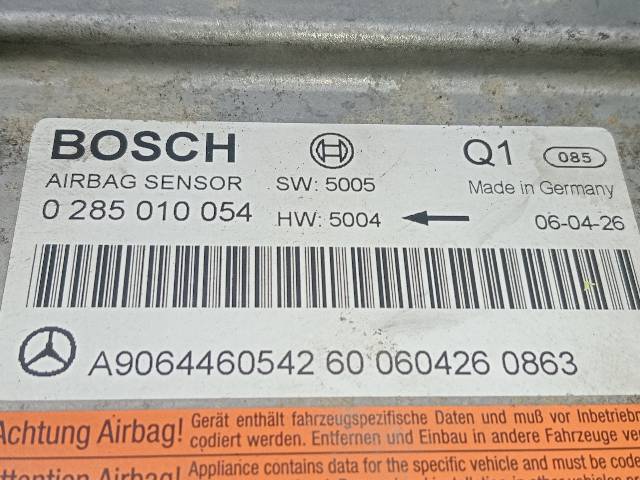 BOSCH Q1 085
AIRBAG SENSOR SW: 5005 Made in Germany
0 285 010 054 HW: 5004 06-04-26
A9064460542 60 060426 0863
Achtung Airbag! Gerät enthält fahrzeugspezifische Daten und muß vor
codiert werden. Entfernen und Einbau in andere Fahrzeuge
Attention Airbag! Appliance contains data for the specific vehicle and must be